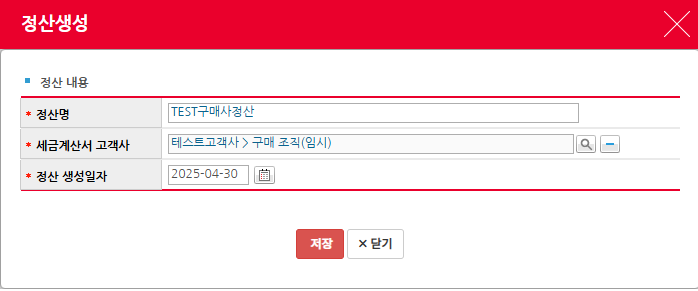 정산생성
정산 내용
* 정산명 TEST구매사정산
* 세금계산서 고객사 테스트고객사 > 구매 조직(임시)
* 정산 생성일자 2025-04-30
저장 × 닫기